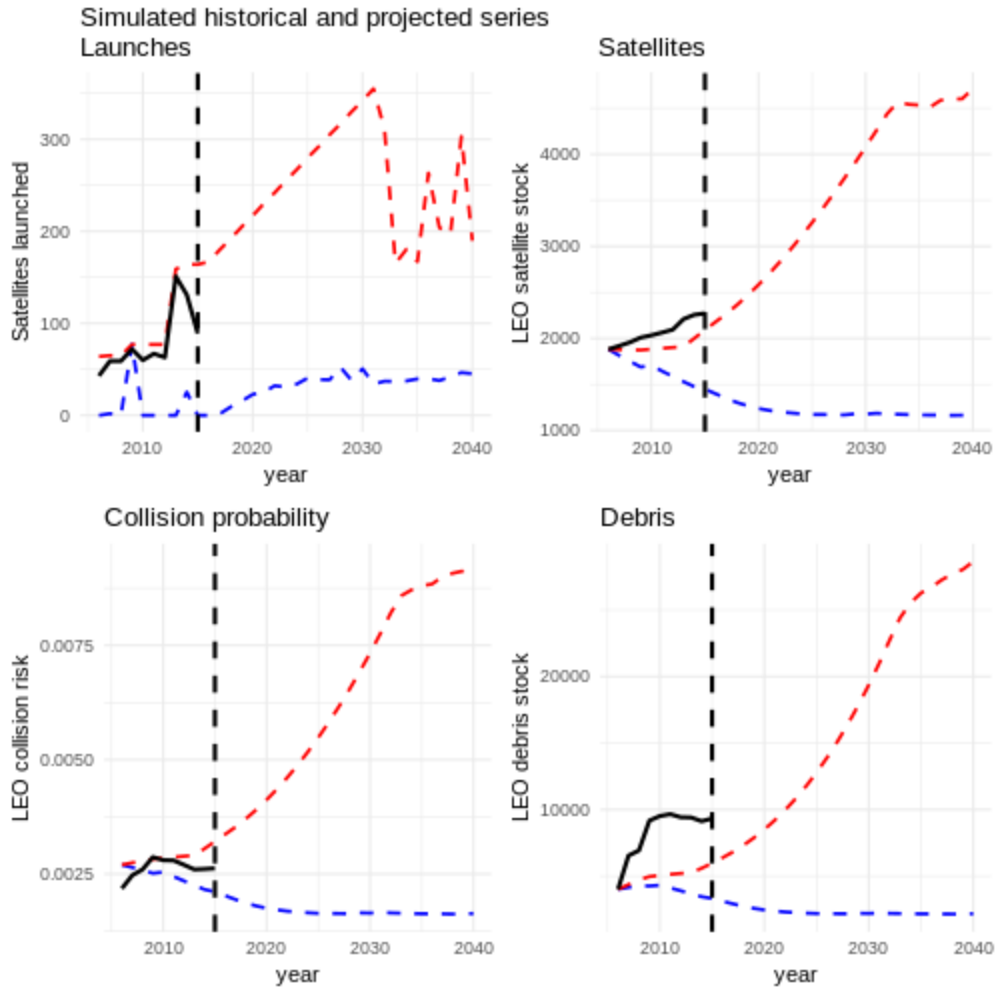 Simulated historical and projected series
Launches
Satellites launched
300
200
100
0
2010
2020
2030
2040
year
Satellites
LEO satellite stock
4000
3000
2000
1000
2010
2020
2030
2040
year
Collision probability
LEO collision risk
0.0075
0.0050
0.0025
2010
2020
2030
2040
year
Debris
LEO debris stock
20000
10000
2010
2020
2030
2040
year